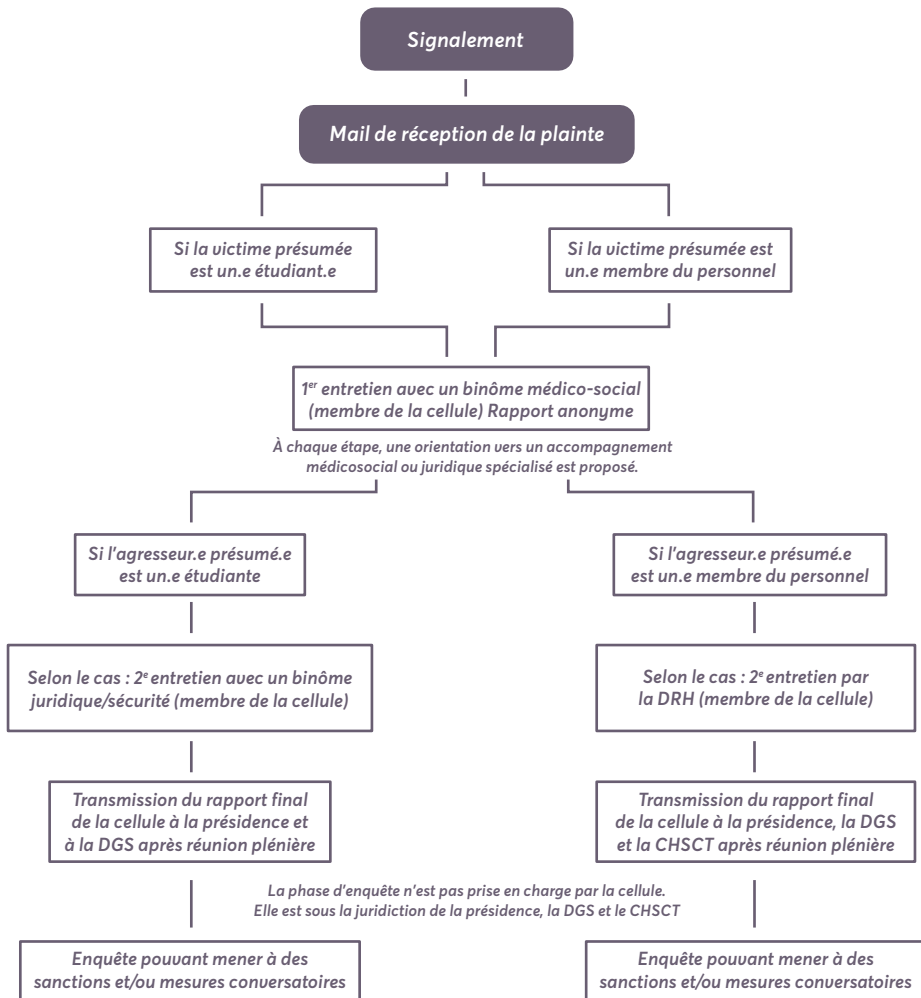 Signalement
Mail de réception de la plainte
Si la victime présumée
est un.e étudiant.e
Si la victime présumée est
un.e membre du personnel
1er entretien avec un binôme médico-social
(membre de la cellule) Rapport anonyme
À chaque étape, une orientation vers un accompagnement
médicosocial ou juridique spécialisé est proposé.
Si l'agresseur.e présumé.e
est un.e étudiante
Si l'agresseur.e présumé.e
est un.e membre du personnel
Selon le cas : 2e entretien avec un binôme
juridique/sécurité (membre de la cellule)
Selon le cas : 2e entretien par
la DRH (membre de la cellule)
Transmission du rapport final
de la cellule à la présidence et
à la DGS après réunion plénière
Transmission du rapport final
de la cellule à la présidence, la DGS
et la CHSCT après réunion plénière
La phase d'enquête n'est pas prise en charge par la cellule.
Elle est sous la juridiction de la présidence, la DGS et le CHSCT
Enquête pouvant mener à des
sanctions et/ou mesures conversatoires
Enquête pouvant mener à des
sanctions et/ou mesures conversatoires